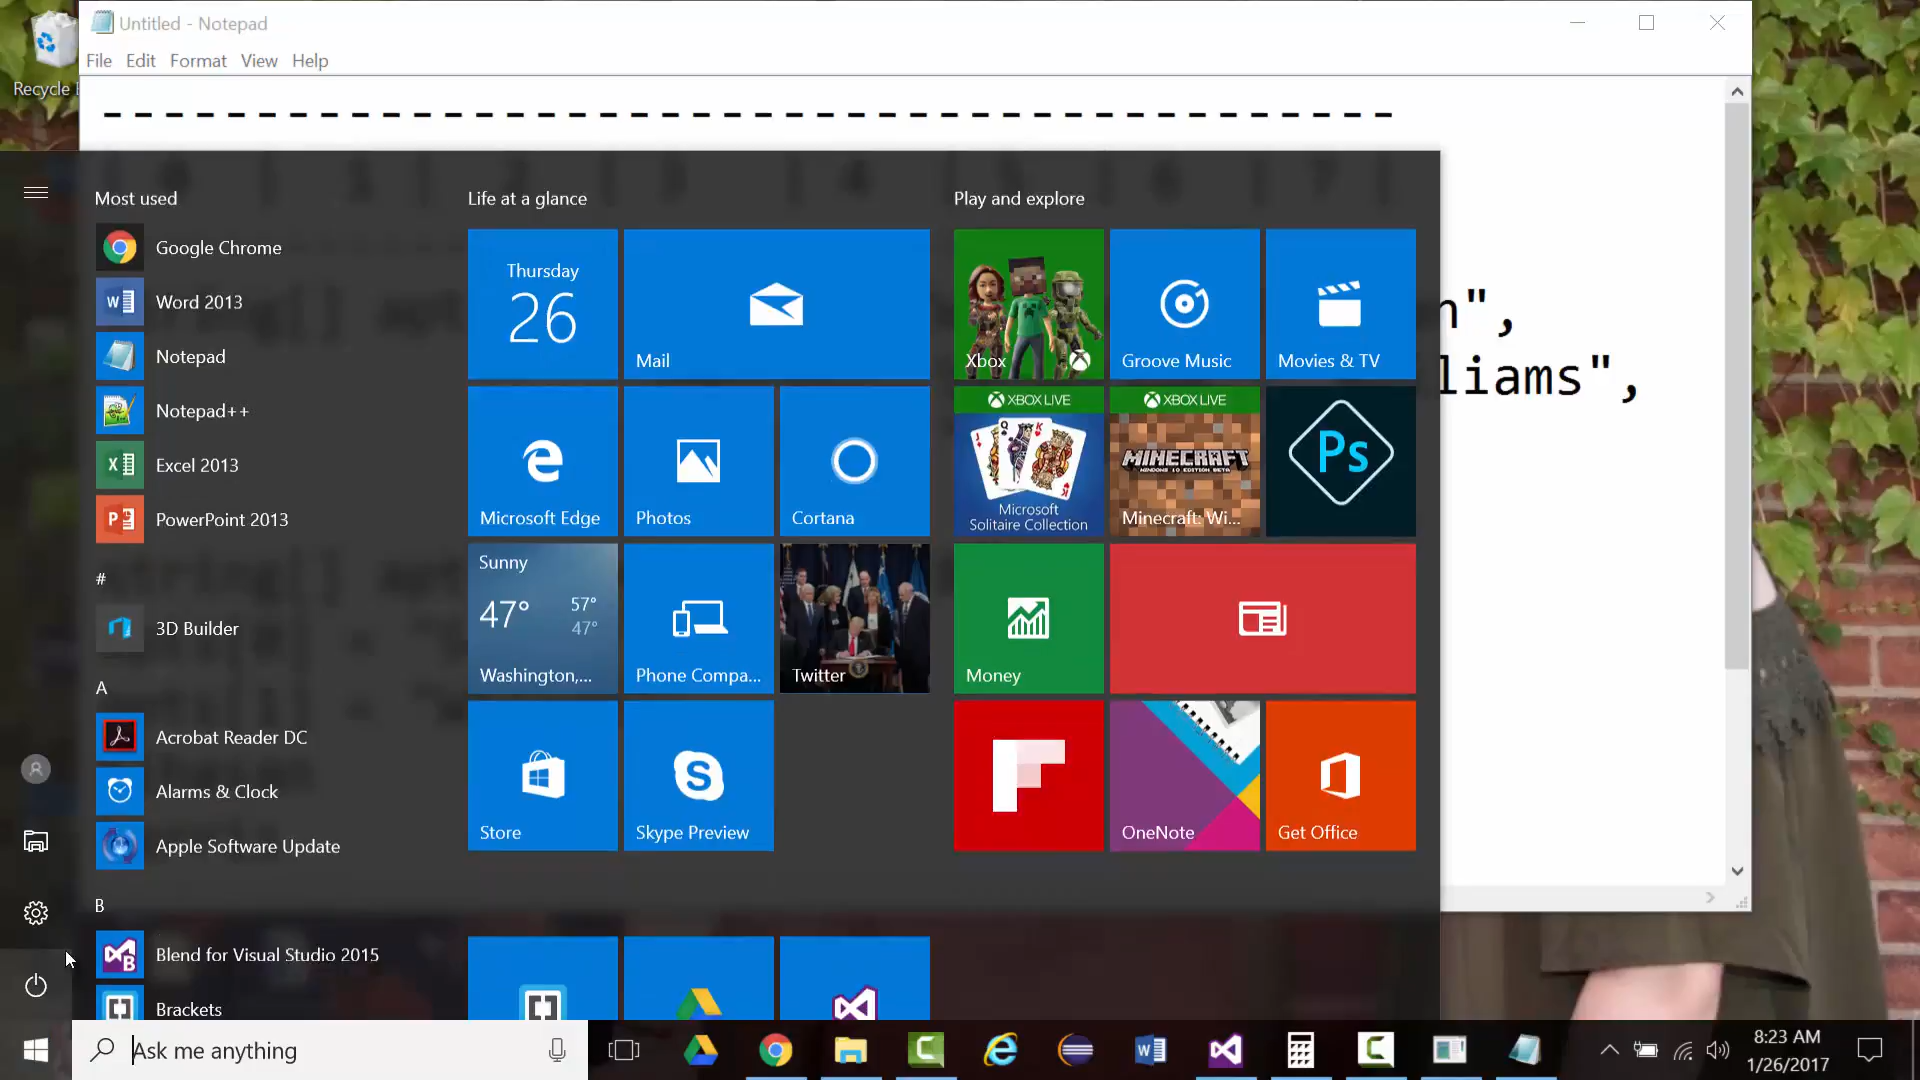 Untitled - Notepad
File Edit Format View Help
Recycle
Most used
Life at a glance
Play and explore
Google Chrome
Word 2013
Notepad
Notepad++
Excel 2013
PowerPoint 2013
#
3D Builder
A
Acrobat Reader DC
Alarms & Clock
Apple Software Update
B
Blend for Visual Studio 2015
Brackets
Thursday
26
Mail
Microsoft Edge
Photos
Cortana
Sunny
47°
57°
47°
Washington,...
Phone Compa...
Twitter
Store
Skype Preview
Xbox
Groove Music
Movies & TV
XBOX LIVE
Microsoft
Solitaire Collection
XBOX LIVE
MINECRAFT
WINDOWS 10 EDITION BETA
Minecraft: Wi...
Ps
Money
OneNote
Get Office
n",
liams",
Ask me anything
8:23 AM
1/26/2017